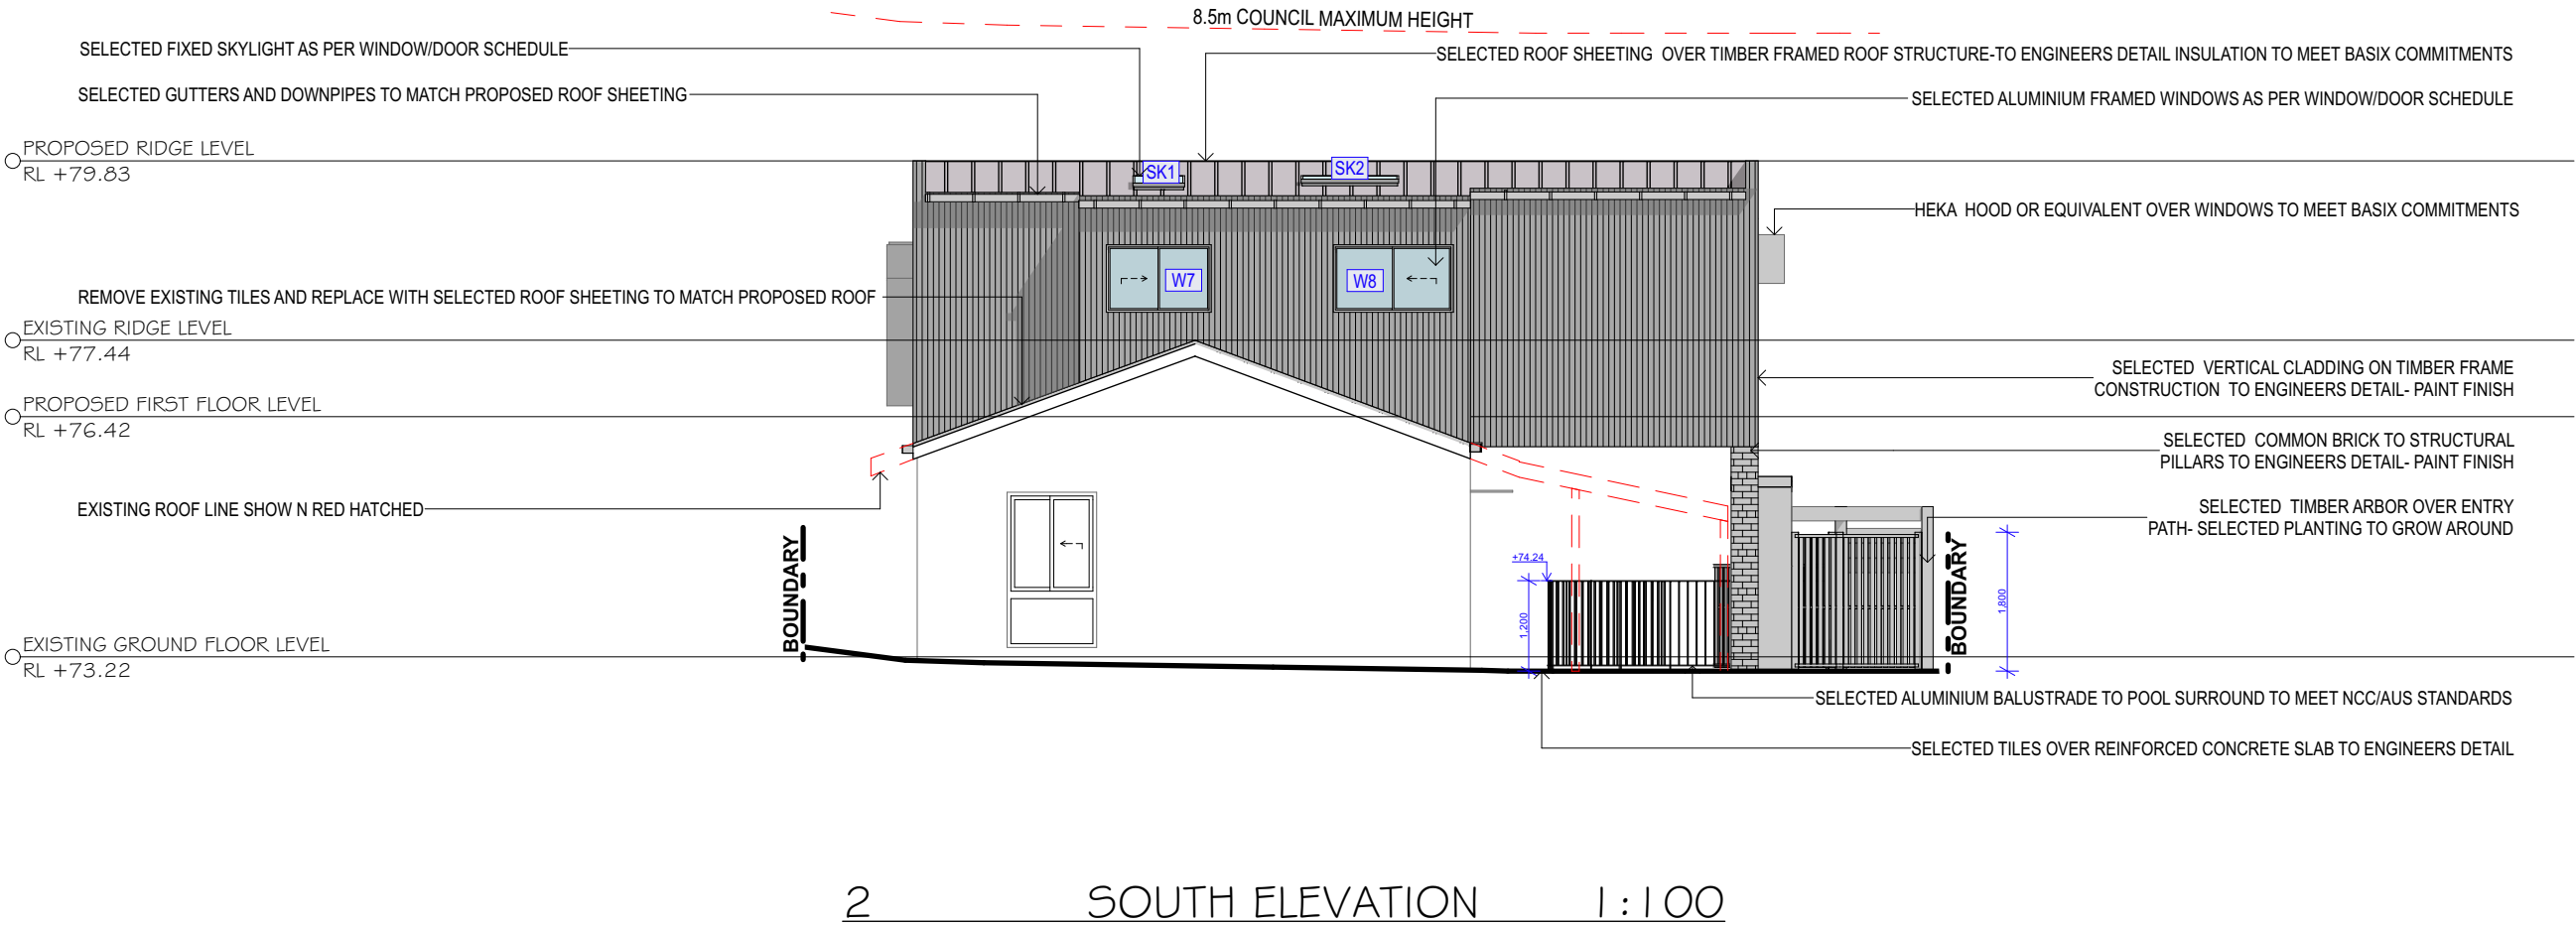 8.5m COUNCIL MAXIMUM HEIGHT
SELECTED FIXED SKYLIGHT AS PER WINDOW/DOOR SCHEDULE
SELECTED ROOF SHEETING OVER TIMBER FRAMED ROOF STRUCTURE-TO ENGINEERS DETAIL INSULATION TO MEET BASIX COMMITMENTS
SELECTED GUTTERS AND DOWNPIPES TO MATCH PROPOSED ROOF SHEETING
SELECTED ALUMINIUM FRAMED WINDOWS AS PER WINDOW/DOOR SCHEDULE
PROPOSED RIDGE LEVEL
RL +79.83
SK1
SK2
HEKA HOOD OR EQUIVALENT OVER WINDOWS TO MEET BASIX COMMITMENTS
W7
W8
REMOVE EXISTING TILES AND REPLACE WITH SELECTED ROOF SHEETING TO MATCH PROPOSED ROOF
EXISTING RIDGE LEVEL
RL +77.44
SELECTED VERTICAL CLADDING ON TIMBER FRAME
CONSTRUCTION TO ENGINEERS DETAIL- PAINT FINISH
PROPOSED FIRST FLOOR LEVEL
RL +76.42
SELECTED COMMON BRICK TO STRUCTURAL
PILLARS TO ENGINEERS DETAIL- PAINT FINISH
EXISTING ROOF LINE SHOW N RED HATCHED
SELECTED TIMBER ARBOR OVER ENTRY
PATH- SELECTED PLANTING TO GROW AROUND
BOUNDARY
+74.24
1,200
1,800
BOUNDARY
EXISTING GROUND FLOOR LEVEL
RL +73.22
SELECTED ALUMINIUM BALUSTRADE TO POOL SURROUND TO MEET NCC/AUS STANDARDS
SELECTED TILES OVER REINFORCED CONCRETE SLAB TO ENGINEERS DETAIL
2 SOUTH ELEVATION 1:100